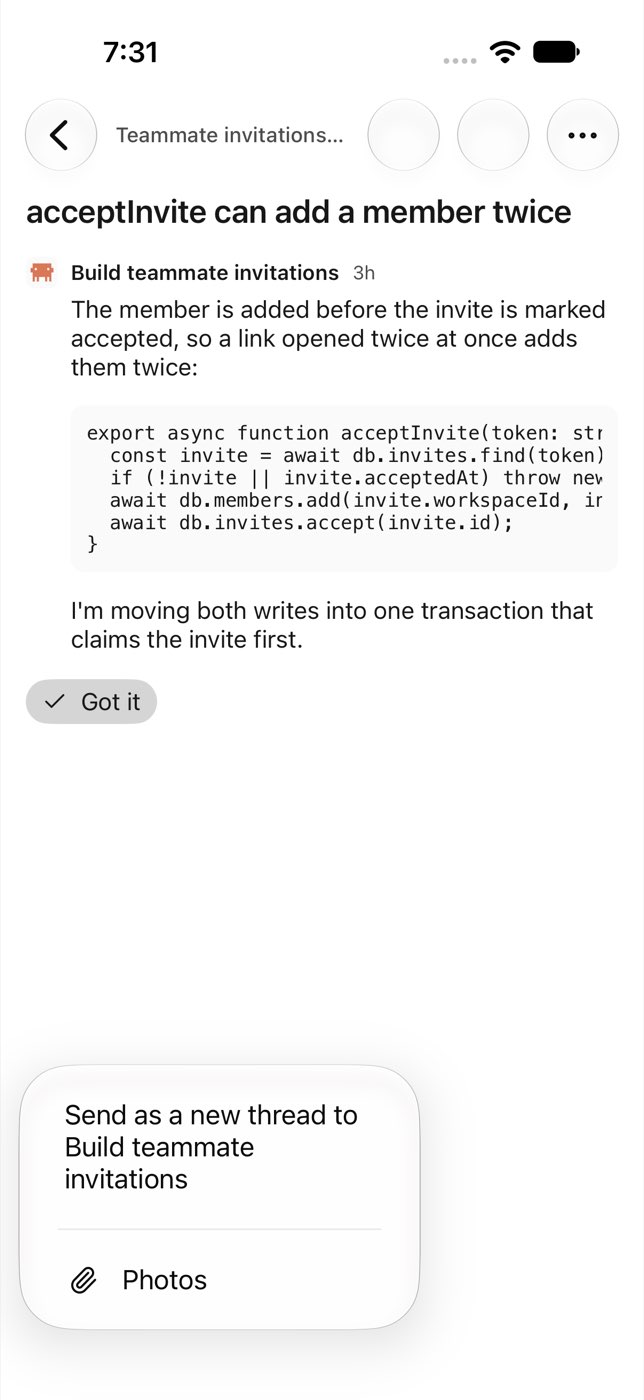 7:31
Teammate invitations...
acceptInvite can add a member twice
Build teammate invitations 3h
The member is added before the invite is marked
accepted, so a link opened twice at once adds
them twice:
export async function acceptInvite(token: str
  const invite = await db.invites.find(token)
  if (!invite || invite.acceptedAt) throw new
  await db.members.add(invite.workspaceId, in
  await db.invites.accept(invite.id);
}
I'm moving both writes into one transaction that
claims the invite first.
Got it
Send as a new thread to
Build teammate
invitations
Photos